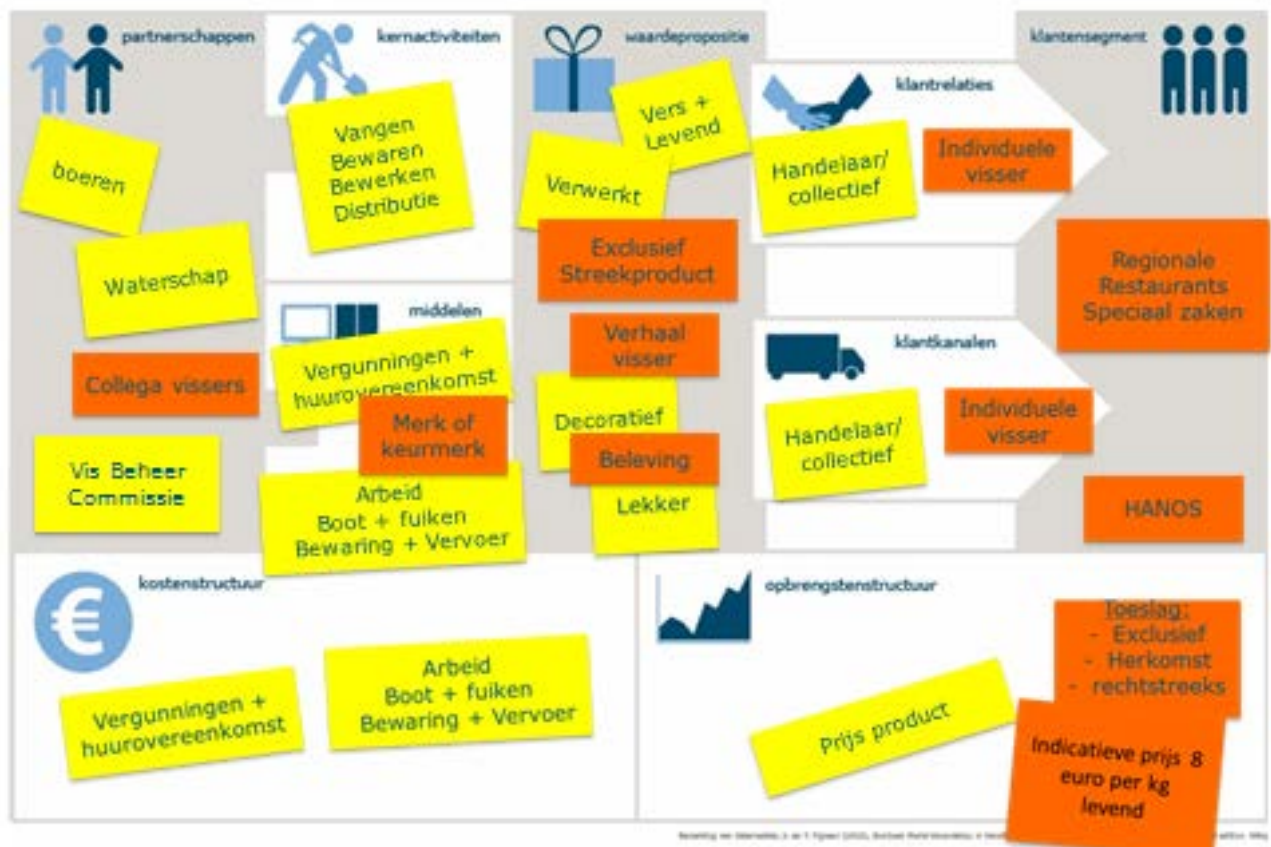 partnerschappen
boeren
Waterschap
Collega vissers
Vis Beheer
Commissie
kernactiviteiten
Vangen
Bewaren
Bewerken
Distributie
middelen
Vergunningen +
huurovereenkomst
Merk of
keurmerk
Arbeid
Boot + fuiken
Bewaring + Vervoer
waardepropositie
Vers +
Levend
Verwerkt
Exclusief
Streekproduct
Verhaal
visser
Decoratief
Beleving
Lekker
klantrelaties
Handelaar/
collectief
Individuele
visser
klantkanalen
Handelaar/
collectief
Individuele
visser
klantensegment
Regionale
Restaurants
Speciaal zaken
HANOS
kostenstructuur
Vergunningen +
huurovereenkomst
Arbeid
Boot + fuiken
Bewaring + Vervoer
opbrengstenstructuur
Prijs product
Toeslag:
- Exclusief
- Herkomst
- rechtstreeks
Indicatieve prijs 8
euro per kg
levend